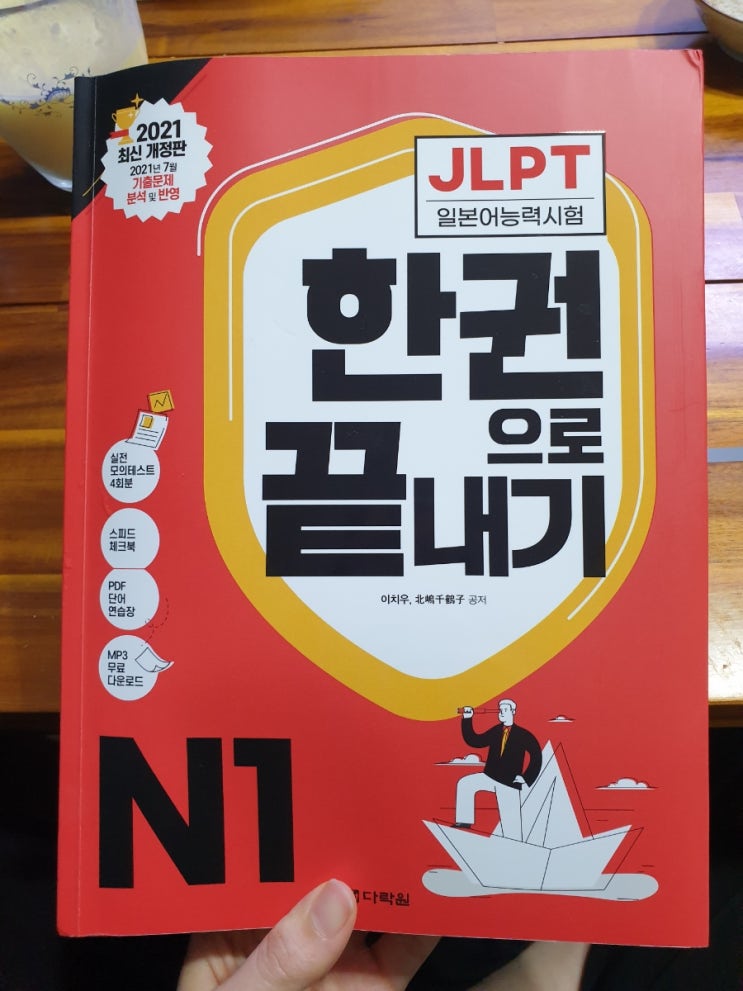 2021
최신 개정판
2021년 7월
기출문제
분석 및 반영
JLPT
일본어능력시험
한권
으로
끝내기
이치우, 北嶋千鶴子 공저
실전
모의테스트
4회분
스피드
체크북
PDF
단어
연습장
MP3
무료
다운로드
N1
다락원